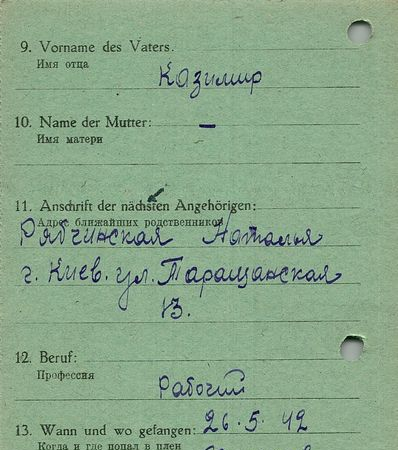 9. Vorname des Vaters.
Имя отца
Казимир
10. Name der Mutter: —
Имя матери
11. Anschrift der nächsten Angehörigen:
Адрес ближайших родственников
Рябчинская Наталья
г. Киев. ул. Таращанская
13.
12. Beruf:
Профессия
Рабочий
13. Wann und wo gefangen: 26.5.42
Когда и где попал в плен